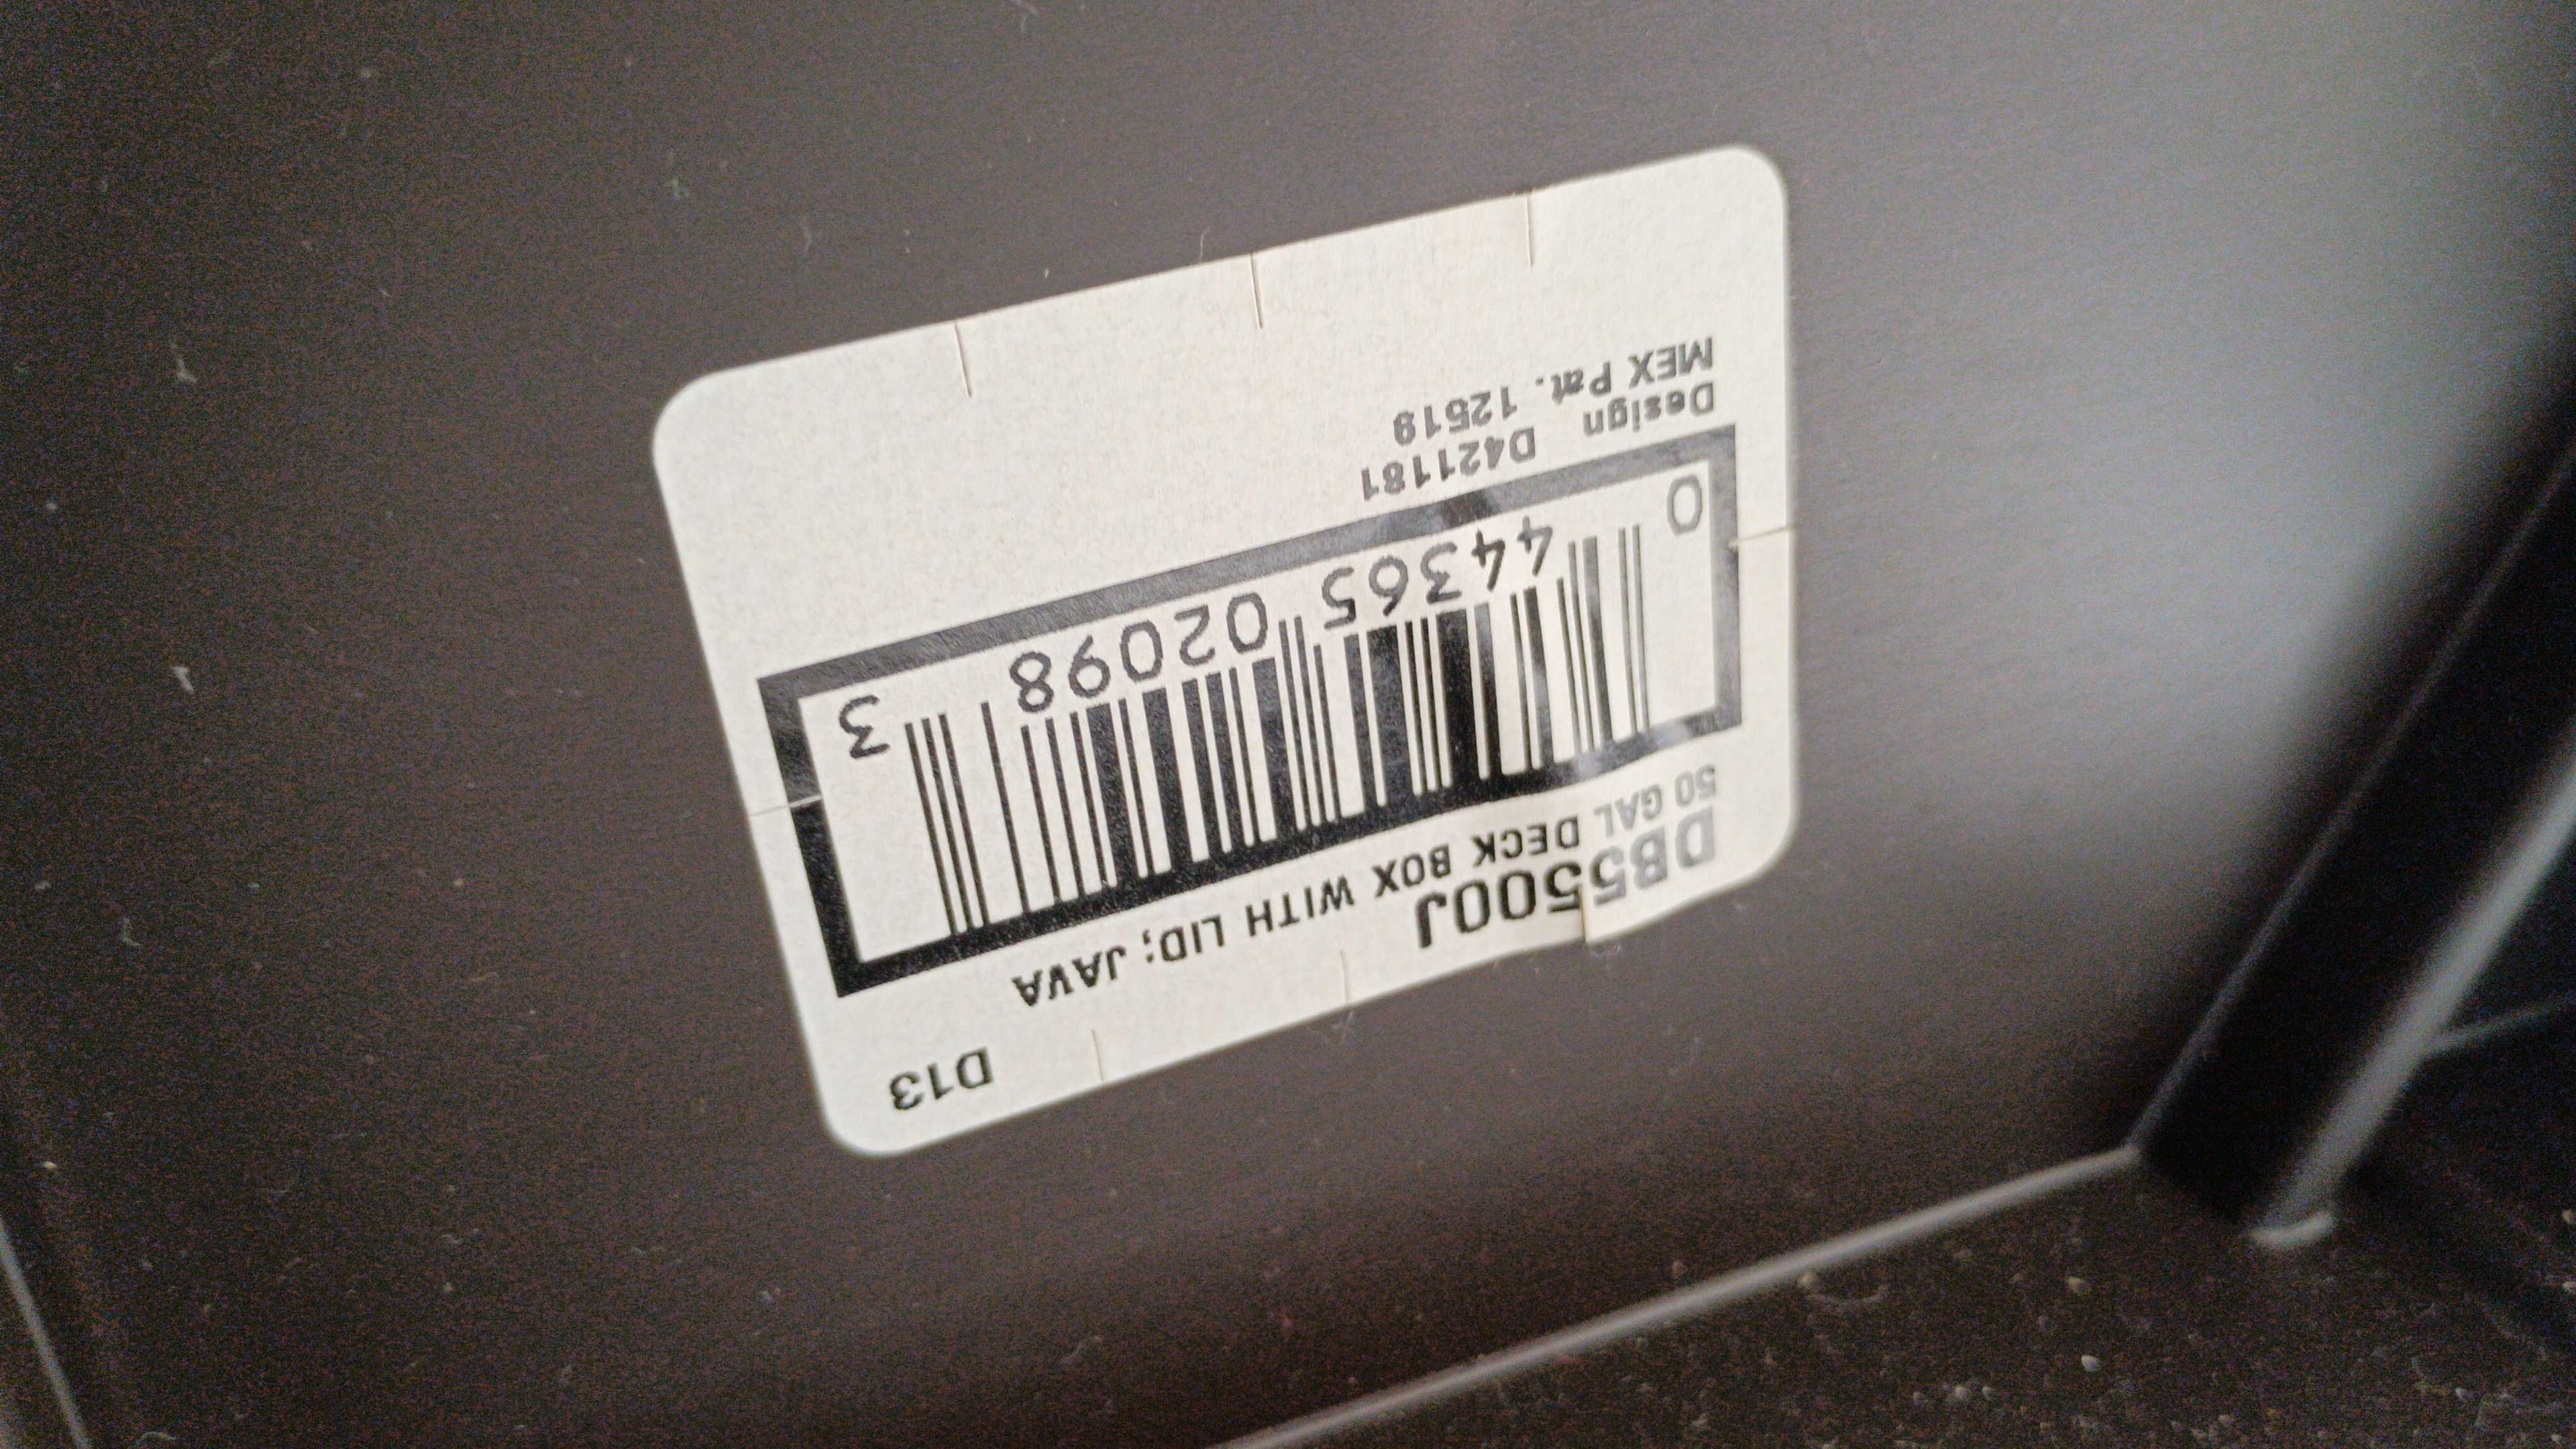 D13
DB5500J
50 GAL DECK BOX WITH LID; JAVA
0 44365 02098 3
Design D421181
MEX Pat. 12519